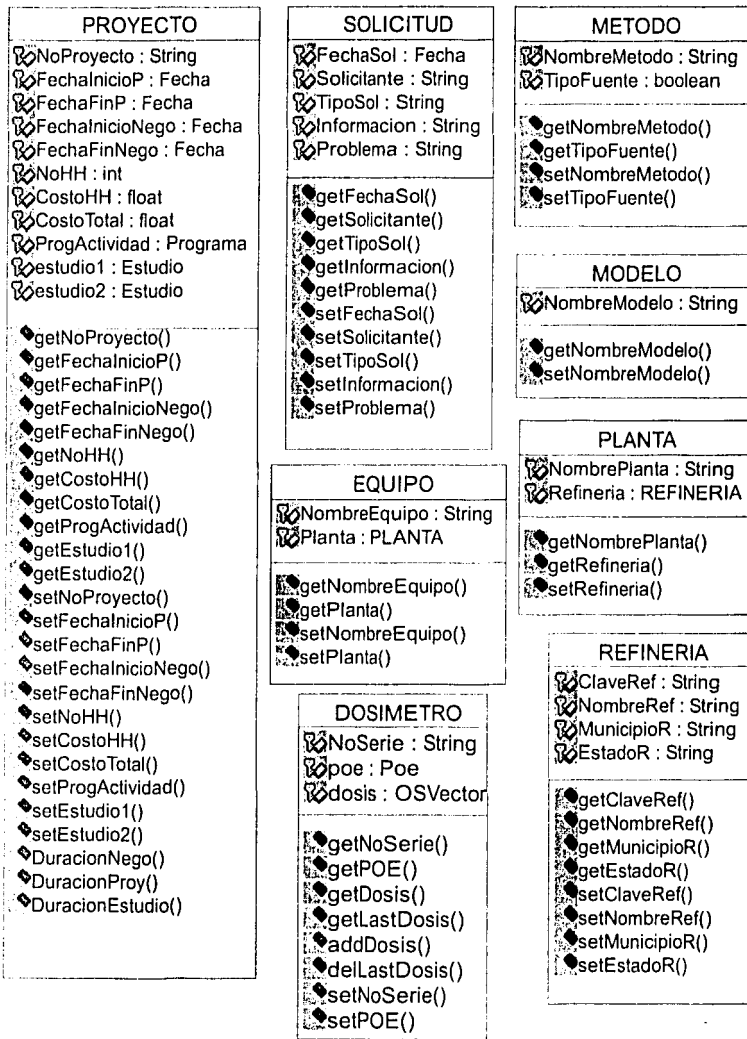 PROYECTO
NoProyecto : String
FechaInicioP : Fecha
FechaFinP : Fecha
FechaInicioNego : Fecha
FechaFinNego : Fecha
NoHH : int
CostoHH : float
CostoTotal : float
ProgActividad : Programa
estudio1 : Estudio
estudio2 : Estudio
getNoProyecto()
getFechaInicioP()
getFechaFinP()
getFechaInicioNego()
getFechaFinNego()
getNoHH()
getCostoHH()
getCostoTotal()
getProgActividad()
getEstudio1()
getEstudio2()
setNoProyecto()
setFechaInicioP()
setFechaFinP()
setFechaInicioNego()
setFechaFinNego()
setNoHH()
setCostoHH()
setCostoTotal()
setProgActividad()
setEstudio1()
setEstudio2()
DuracionNego()
DuracionProy()
DuracionEstudio()
SOLICITUD
FechaSol : Fecha
Solicitante : String
TipoSol : String
Informacion : String
Problema : String
getFechaSol()
getSolicitante()
getTipoSol()
getInformacion()
getProblema()
setFechaSol()
setSolicitante()
setTipoSol()
setInformacion()
setProblema()
EQUIPO
NombreEquipo : String
Planta : PLANTA
getNombreEquipo()
getPlanta()
setNombreEquipo()
setPlanta()
DOSIMETRO
NoSerie : String
poe : Poe
dosis : OSVector
getNoSerie()
getPOE()
getDosis()
getLastDosis()
addDosis()
delLastDosis()
setNoSerie()
setPOE()
METODO
NombreMetodo : String
TipoFuente : boolean
getNombreMetodo()
getTipoFuente()
setNombreMetodo()
setTipoFuente()
MODELO
NombreModelo : String
getNombreModelo()
setNombreModelo()
PLANTA
NombrePlanta : String
Refineria : REFINERIA
getNombrePlanta()
getRefineria()
setRefineria()
REFINERIA
ClaveRef : String
NombreRef : String
MunicipioR : String
EstadoR : String
getClaveRef()
getNombreRef()
getMunicipioR()
getEstadoR()
setClaveRef()
setNombreRef()
setMunicipioR()
setEstadoR()